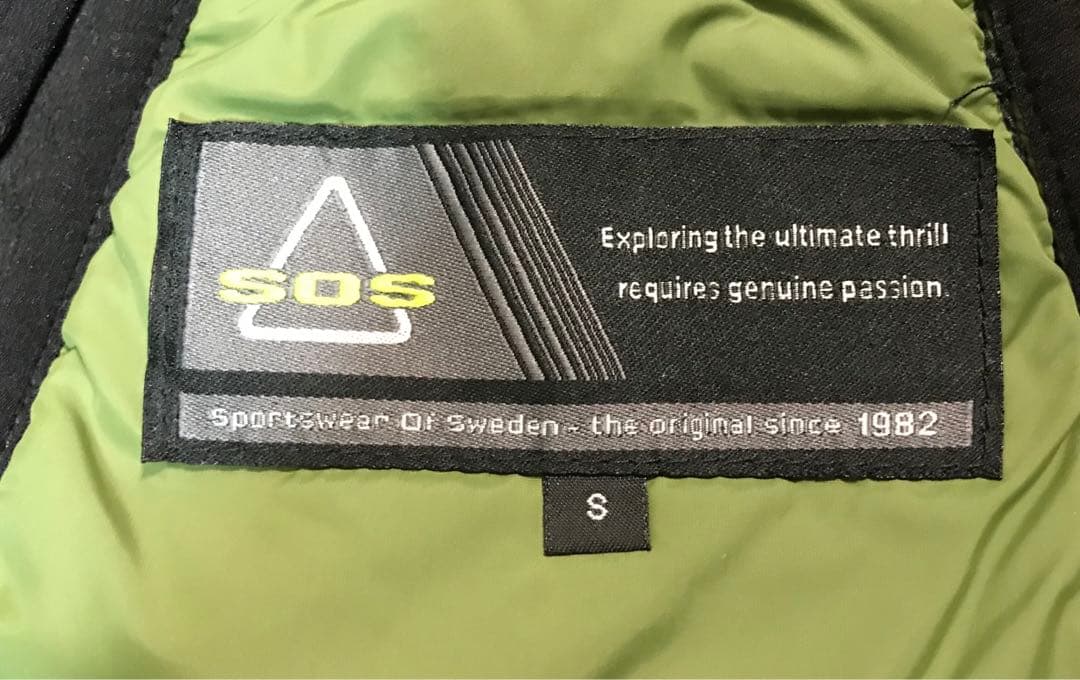 SOS
Exploring the ultimate thrill
requires genuine passion.
Sportswear Of Sweden - the original since 1982
S